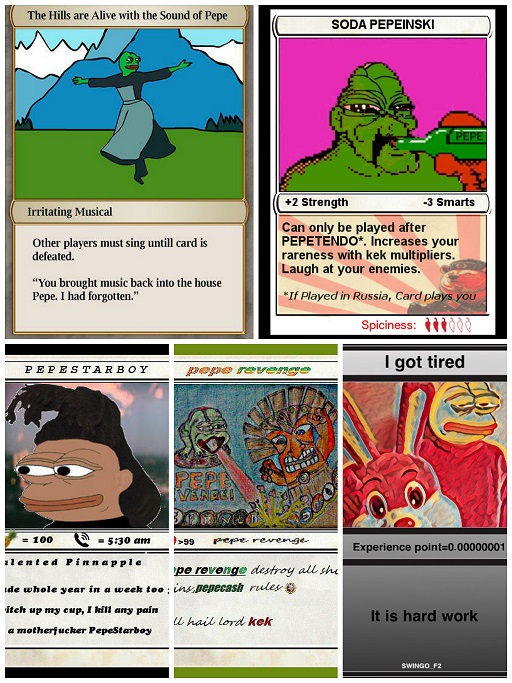 The Hills are Alive with the Sound of Pepe
Irritating Musical
Other players must sing untill card is
defeated.
“You brought music back into the house
Pepe. I had forgotten.”
SODA PEPEINSKI
PEPE
+2 Strength -3 Smarts
Can only be played after
PEPETENDO*. Increases your
rareness with kek multipliers.
Laugh at your enemies.
*If Played in Russia, Card plays you
Spiciness:
PEPESTARBOY
= 100 = 5:30 am
alented Pinnapple
de whole year in a week too
itch up my cup, I kill any pain
a motherfucker PepeStarboy
pepe revenge
PEPE
VENGE!
>99 pepe revenge
epe revenge destroy all shi
ins, pepecash rules
ll hail lord kek
I got tired
Experience point=0.00000001
It is hard work
SWINGO_F2